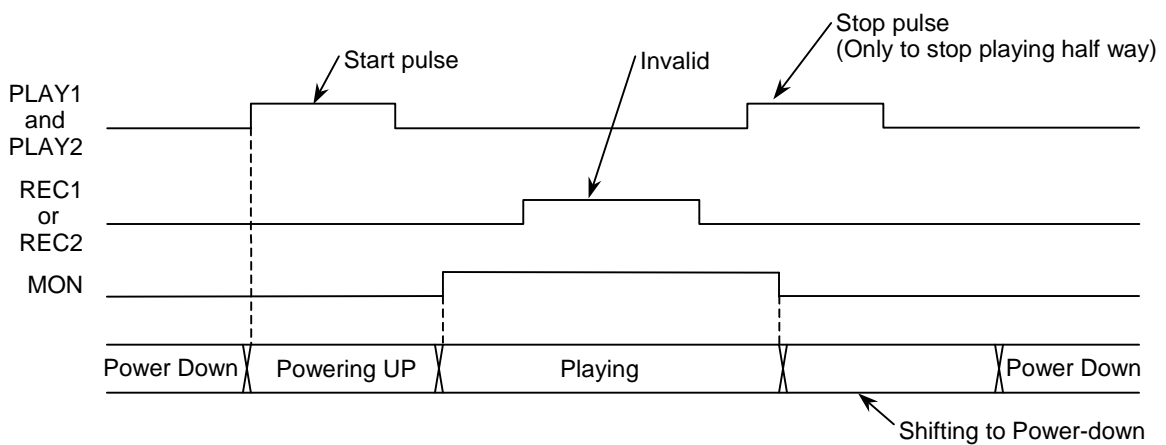 Stop pulse
(Only to stop playing half way)
Start pulse
Invalid
PLAY1
and
PLAY2
REC1
or
REC2
MON
Power Down
Powering UP
Playing
Power Down
Shifting to Power-down